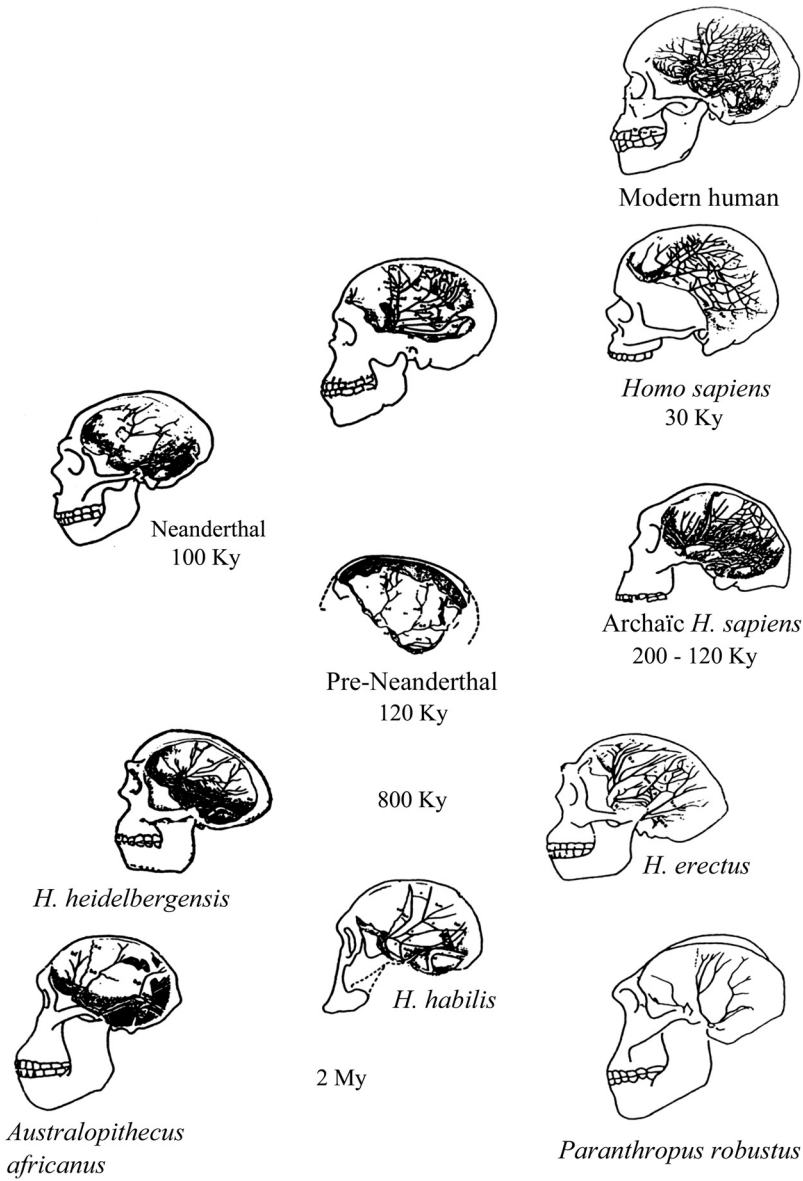 Modern human
Homo sapiens
30 Ky
Neanderthal
100 Ky
Archaïc H. sapiens
200 - 120 Ky
Pre-Neanderthal
120 Ky
800 Ky
H. erectus
H. heidelbergensis
H. habilis
2 My
Australopithecus
africanus
Paranthropus robustus